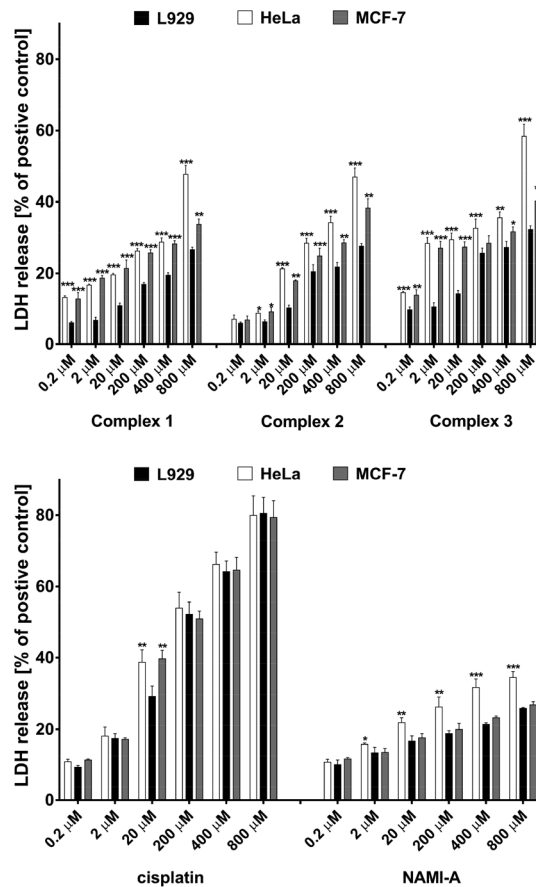 L929 HeLa MCF-7
LDH release [% of postive control]
80
60
40
20
0
*** *** *** *** *** *** *** *** *** *** *** **
* * *** ** *** *** *** ** *** **
*** ** *** *** *** *** *** ** * ***
0.2 µM 2 µM 20 µM 200 µM 400 µM 800 µM 0.2 µM 2 µM 20 µM 200 µM 400 µM 800 µM 0.2 µM 2 µM 20 µM 200 µM 400 µM 800 µM
Complex 1 Complex 2 Complex 3
L929 HeLa MCF-7
LDH release [% of postive control]
80
60
40
20
0
** **
* ** ** *** ***
0.2 µM 2 µM 20 µM 200 µM 400 µM 800 µM 0.2 µM 2 µM 20 µM 200 µM 400 µM 800 µM
cisplatin NAMI-A